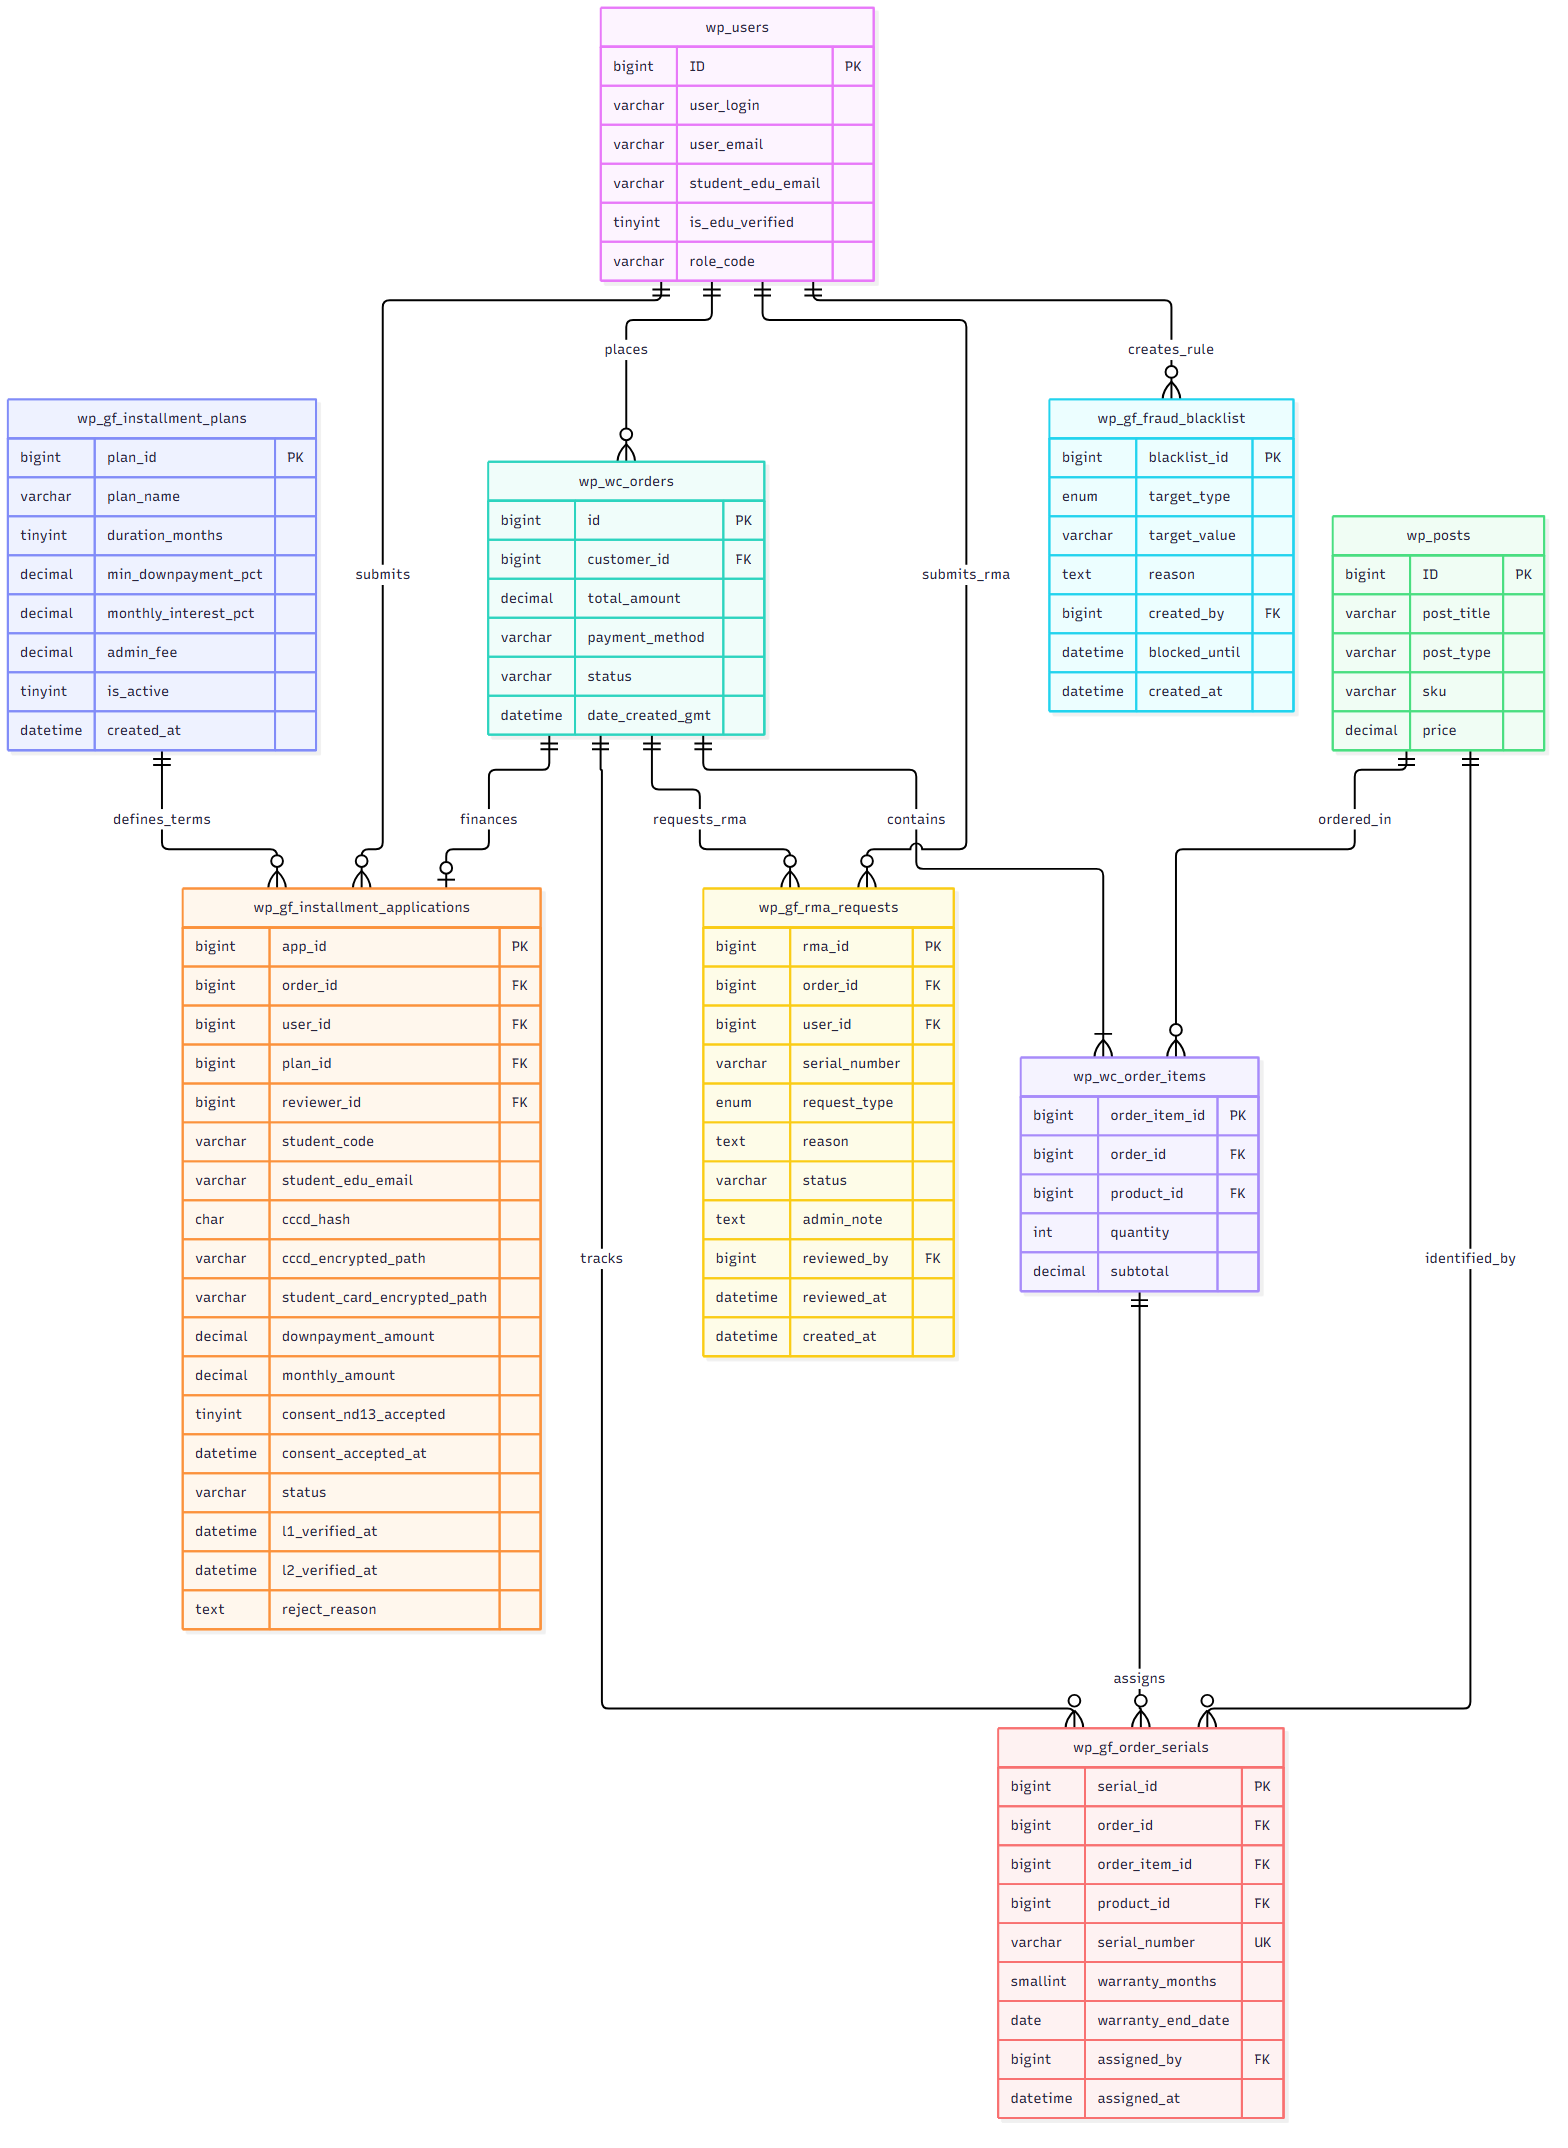 wp_users
bigint ID PK
varchar user_login
varchar user_email
varchar student_edu_email
tinyint is_edu_verified
varchar role_code
places
creates_rule
submits
submits_rma
wp_gf_installment_plans
bigint plan_id PK
varchar plan_name
tinyint duration_months
decimal min_downpayment_pct
decimal monthly_interest_pct
decimal admin_fee
tinyint is_active
datetime created_at
wp_wc_orders
bigint id PK
bigint customer_id FK
decimal total_amount
varchar payment_method
varchar status
datetime date_created_gmt
wp_gf_fraud_blacklist
bigint blacklist_id PK
enum target_type
varchar target_value
text reason
bigint created_by FK
datetime blocked_until
datetime created_at
wp_posts
bigint ID PK
varchar post_title
varchar post_type
varchar sku
decimal price
defines_terms
finances
requests_rma
contains
ordered_in
wp_gf_installment_applications
bigint app_id PK
bigint order_id FK
bigint user_id FK
bigint plan_id FK
bigint reviewer_id FK
varchar student_code
varchar student_edu_email
char cccd_hash
varchar cccd_encrypted_path
varchar student_card_encrypted_path
decimal downpayment_amount
decimal monthly_amount
tinyint consent_nd13_accepted
datetime consent_accepted_at
varchar status
datetime l1_verified_at
datetime l2_verified_at
text reject_reason
wp_gf_rma_requests
bigint rma_id PK
bigint order_id FK
bigint user_id FK
varchar serial_number
enum request_type
text reason
varchar status
text admin_note
bigint reviewed_by FK
datetime reviewed_at
datetime created_at
wp_wc_order_items
bigint order_item_id PK
bigint order_id FK
bigint product_id FK
int quantity
decimal subtotal
tracks
identified_by
assigns
wp_gf_order_serials
bigint serial_id PK
bigint order_id FK
bigint order_item_id FK
bigint product_id FK
varchar serial_number UK
smallint warranty_months
date warranty_end_date
bigint assigned_by FK
datetime assigned_at